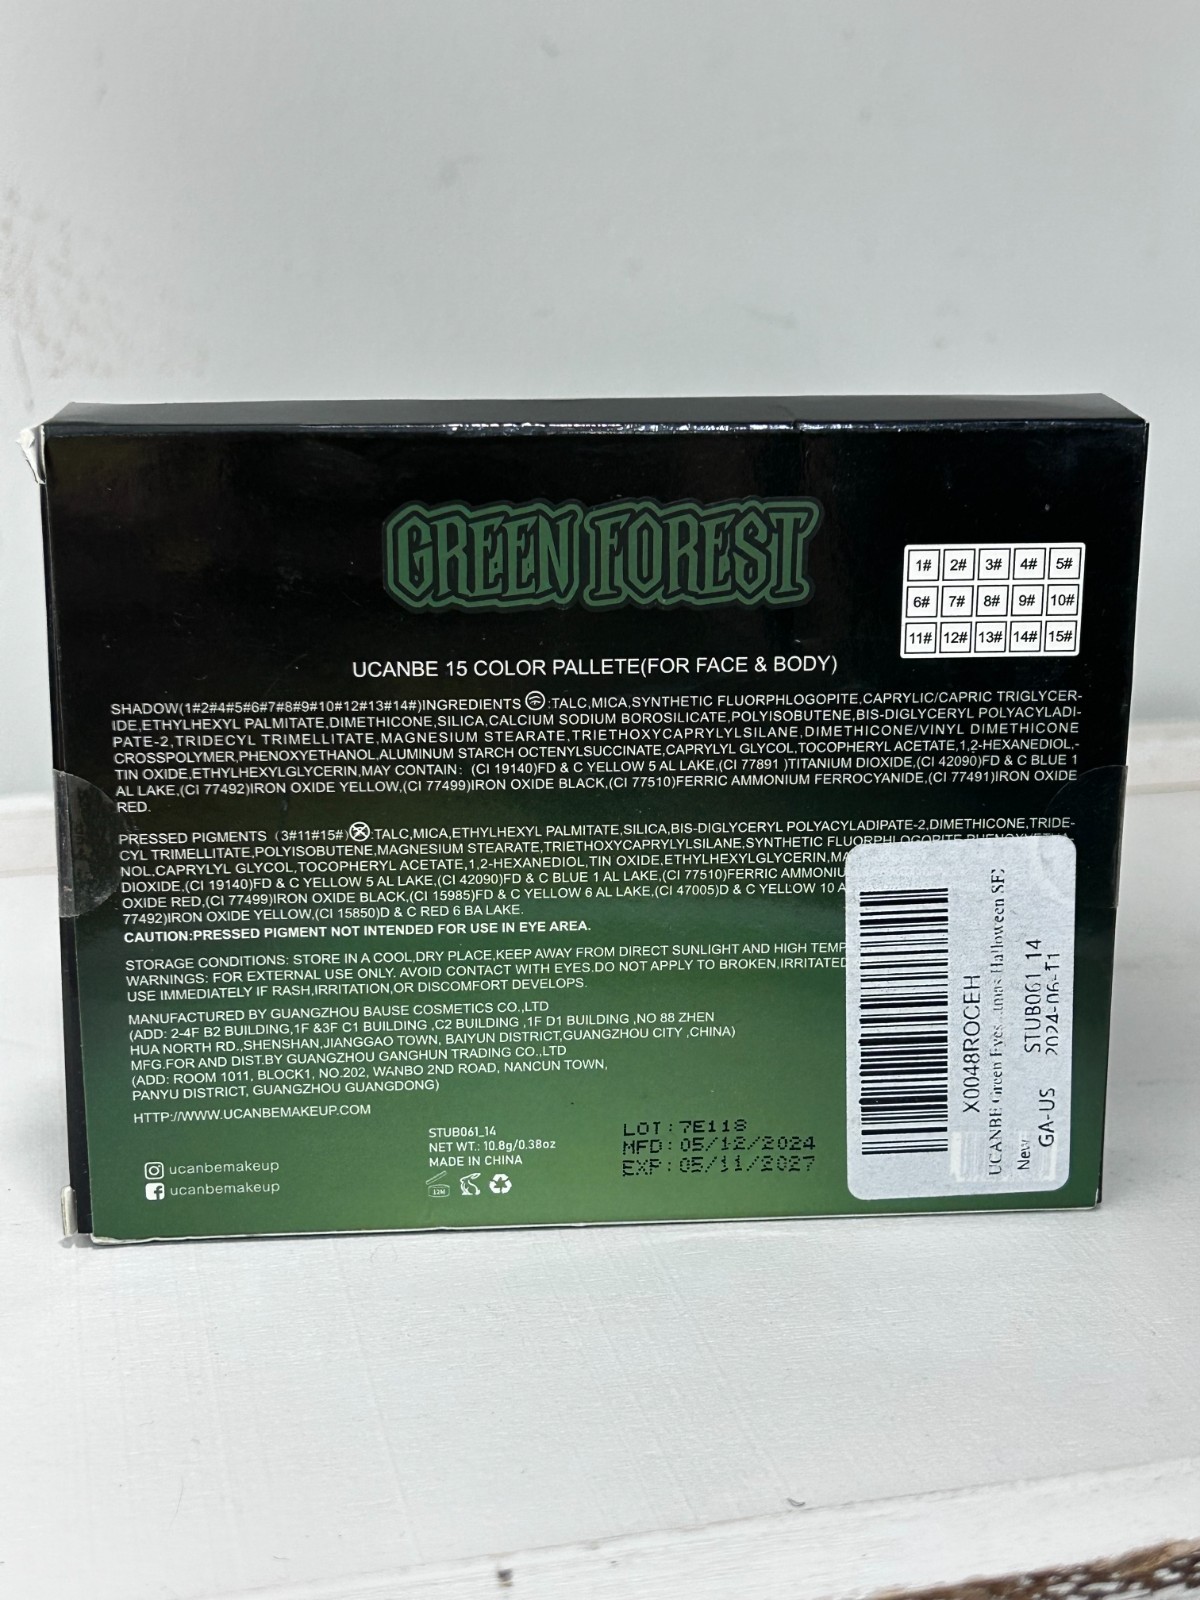 GREEN FOREST
1# 2# 3# 4# 5#
6# 7# 8# 9# 10#
11# 12# 13# 14# 15#
UCANBE 15 COLOR PALLETE(FOR FACE & BODY)
SHADOW(1#2#4#5#6#7#8#9#10#12#13#14#)INGREDIENTS :TALC,MICA,SYNTHETIC FLUORPHLOGOPITE,CAPRYLIC/CAPRIC TRIGLYCER-
IDE,ETHYLHEXYL PALMITATE,DIMETHICONE,SILICA,CALCIUM SODIUM BOROSILICATE,POLYISOBUTENE,BIS-DIGLYCERYL POLYACYLADI-
PATE-2,TRIDECYL TRIMELLITATE,MAGNESIUM STEARATE,TRIETHOXYCAPRYLYLSILANE,DIMETHICONE/VINYL DIMETHICONE
CROSSPOLYMER,PHENOXYETHANOL,ALUMINUM STARCH OCTENYLSUCCINATE,CAPRYLYL GLYCOL,TOCOPHERYL ACETATE,1,2-HEXANEDIOL,-
TIN OXIDE,ETHYLHEXYLGLYCERIN,MAY CONTAIN: (CI 19140)FD & C YELLOW 5 AL LAKE,(CI 77891 )TITANIUM DIOXIDE,(CI 42090)FD & C BLUE 1
AL LAKE,(CI 77492)IRON OXIDE YELLOW,(CI 77499)IRON OXIDE BLACK,(CI 77510)FERRIC AMMONIUM FERROCYANIDE,(CI 77491)IRON OXIDE
RED.
PRESSED PIGMENTS (3#11#15#) :TALC,MICA,ETHYLHEXYL PALMITATE,SILICA,BIS-DIGLYCERYL POLYACYLADIPATE-2,DIMETHICONE,TRIDE-
CYL TRIMELLITATE,POLYISOBUTENE,MAGNESIUM STEARATE,TRIETHOXYCAPRYLYLSILANE,SYNTHETIC FLUORPHLOGOPITE,PHENOXYETHA
NOL,CAPRYLYL GLYCOL,TOCOPHERYL ACETATE,1,2-HEXANEDIOL,TIN OXIDE,ETHYLHEXYLGLYCERIN,MA
DIOXIDE,(CI 19140)FD & C YELLOW 5 AL LAKE,(CI 42090)FD & C BLUE 1 AL LAKE,(CI 77510)FERRIC AMMONIU
OXIDE RED,(CI 77499)IRON OXIDE BLACK,(CI 15985)FD & C YELLOW 6 AL LAKE,(CI 47005)D & C YELLOW 10 A
77492)IRON OXIDE YELLOW,(CI 15850)D & C RED 6 BA LAKE.
CAUTION:PRESSED PIGMENT NOT INTENDED FOR USE IN EYE AREA.
STORAGE CONDITIONS: STORE IN A COOL,DRY PLACE,KEEP AWAY FROM DIRECT SUNLIGHT AND HIGH TEMP
WARNINGS: FOR EXTERNAL USE ONLY. AVOID CONTACT WITH EYES.DO NOT APPLY TO BROKEN,IRRITATED
USE IMMEDIATELY IF RASH,IRRITATION,OR DISCOMFORT DEVELOPS.
MANUFACTURED BY GUANGZHOU BAUSE COSMETICS CO.,LTD
(ADD: 2-4F B2 BUILDING,1F &3F C1 BUILDING ,C2 BUILDING ,1F D1 BUILDING ,NO 88 ZHEN
HUA NORTH RD.,SHENSHAN,JIANGGAO TOWN, BAIYUN DISTRICT,GUANGZHOU CITY ,CHINA)
MFG.FOR AND DIST.BY GUANGZHOU GANGHUN TRADING CO.,LTD
(ADD: ROOM 1011, BLOCK1, NO.202, WANBO 2ND ROAD, NANCUN TOWN,
PANYU DISTRICT, GUANGZHOU GUANGDONG)
HTTP://WWW.UCANBEMAKEUP.COM
ucanbemakeup
ucanbemakeup
STUB061_14
NET WT.: 10.8g/0.38oz
MADE IN CHINA
12M
LOT:7E118
MFD:05/12/2024
EXP:05/11/2027
X0048ROCEH
UCANBE Green Eyes Halloween SF
New
STUB061 14
2024-06-11
GA-US